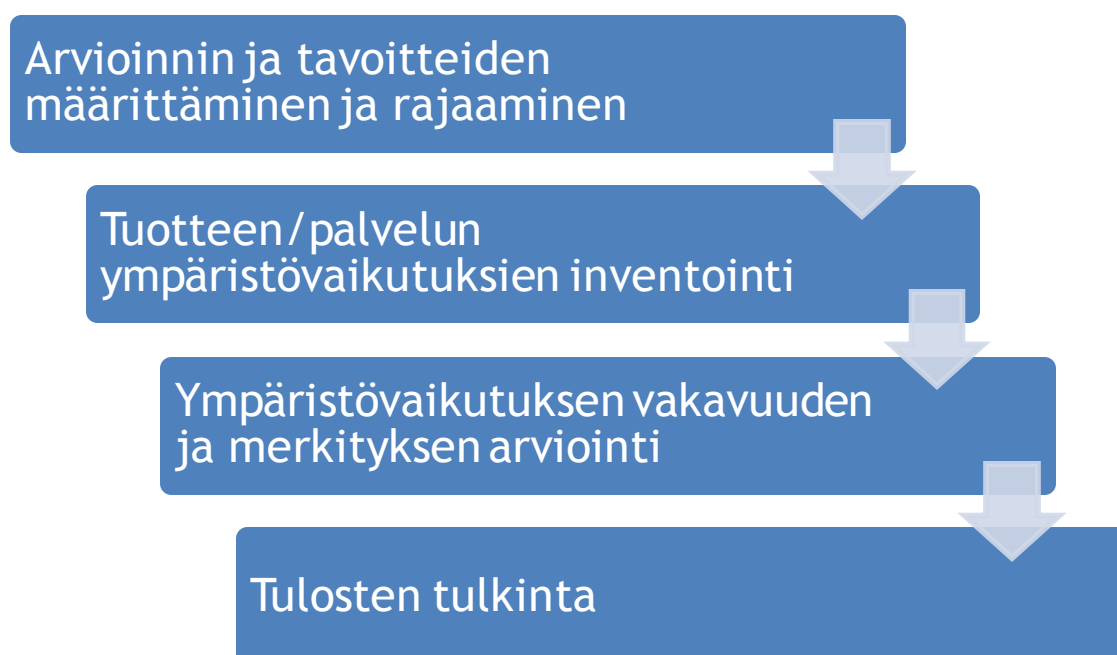 Arvioinnin ja tavoitteiden
määrittäminen ja rajaaminen
Tuotteen/palvelun
ympäristövaikutuksien inventointi
Ympäristövaikutuksen vakavuuden
ja merkityksen arviointi
Tulosten tulkinta